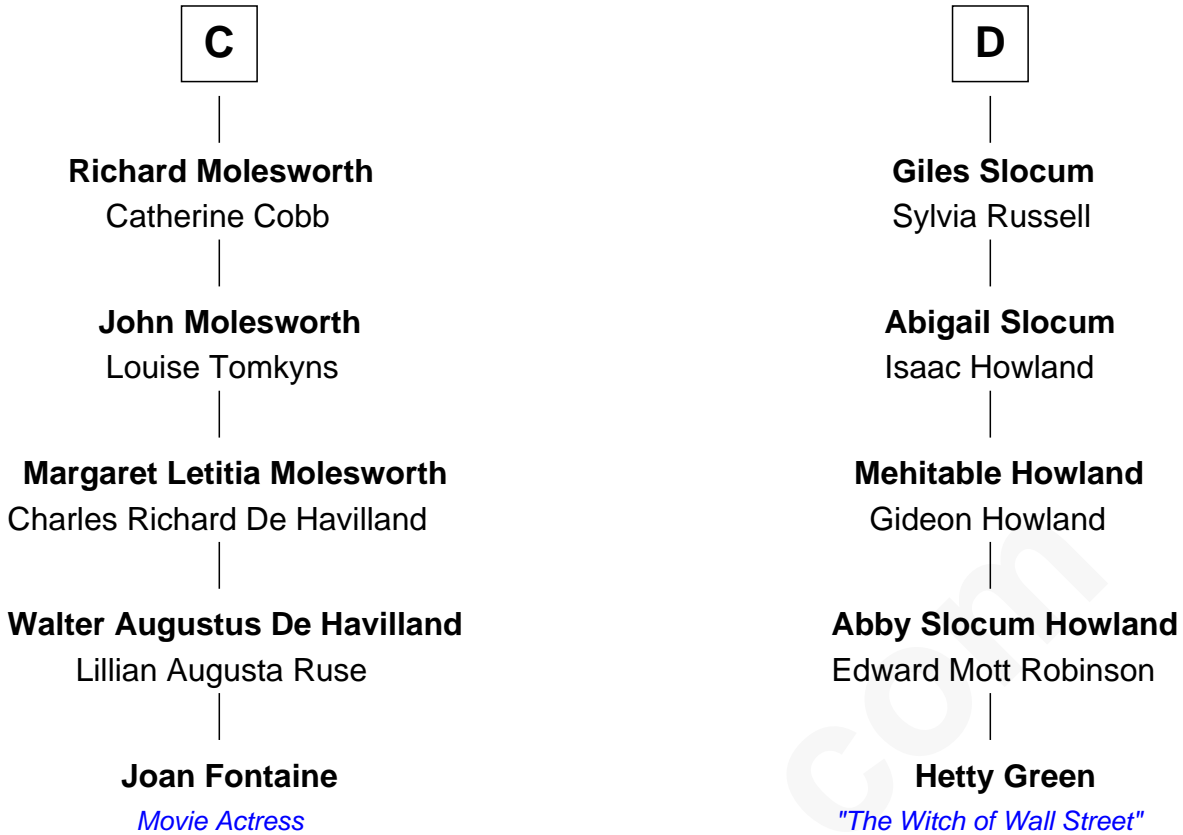 C
Richard Molesworth
Catherine Cobb
John Molesworth
Louise Tomkyns
Margaret Letitia Molesworth
Charles Richard De Havilland
Walter Augustus De Havilland
Lillian Augusta Ruse
Joan Fontaine
Movie Actress
D
Giles Slocum
Sylvia Russell
Abigail Slocum
Isaac Howland
Mehitable Howland
Gideon Howland
Abby Slocum Howland
Edward Mott Robinson
Hetty Green
"The Witch of Wall Street"
com